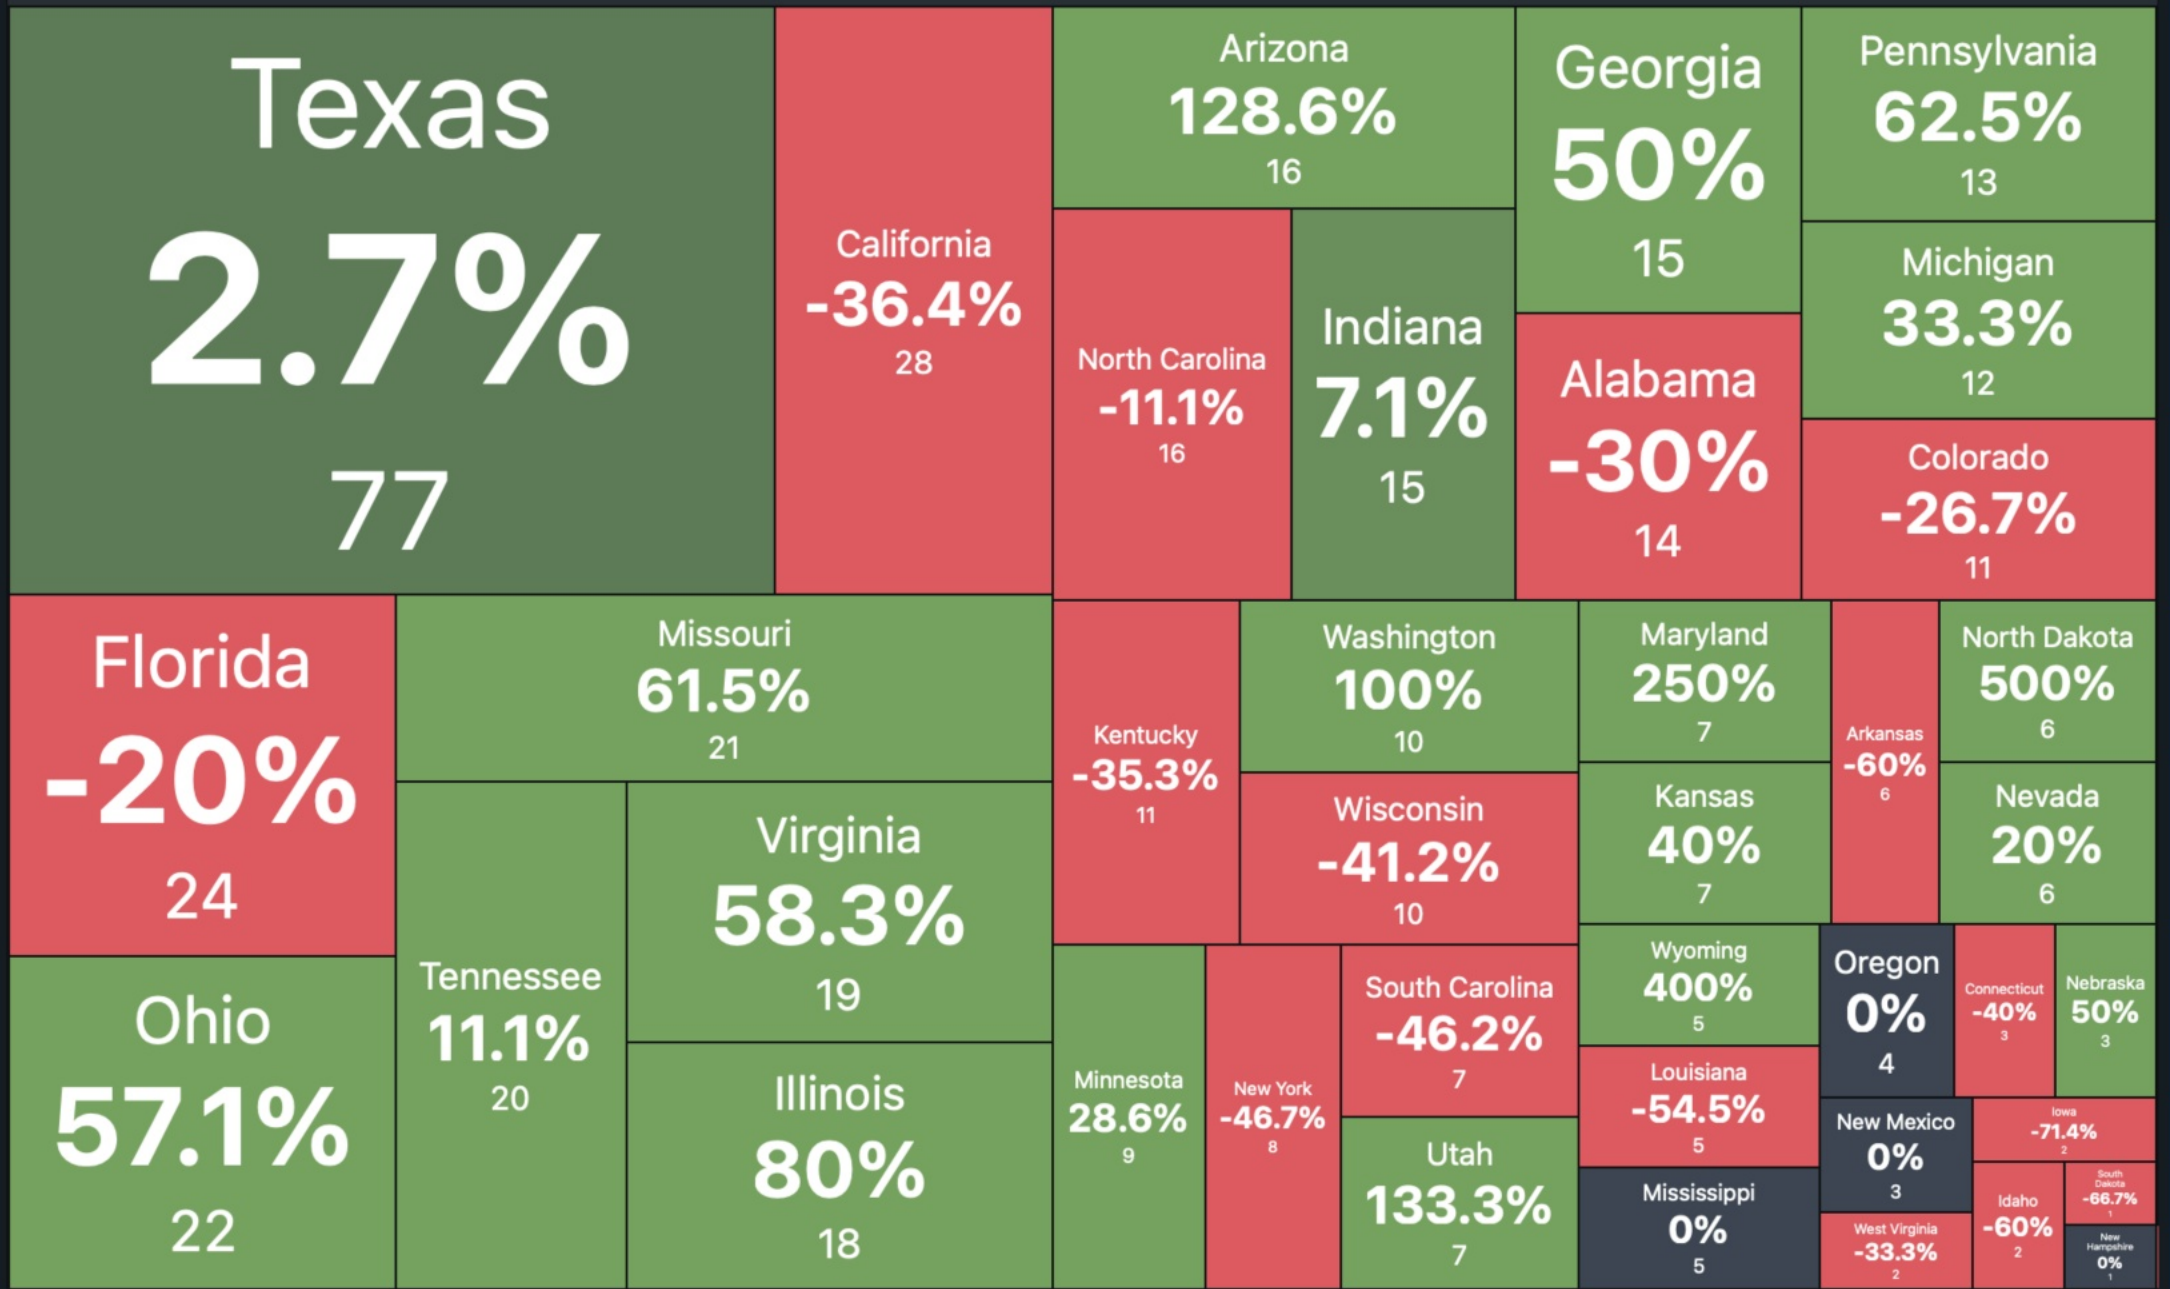 Texas
2.7%
77
California
-36.4%
28
Arizona
128.6%
16
North Carolina
-11.1%
16
Indiana
7.1%
15
Georgia
50%
15
Alabama
-30%
14
Pennsylvania
62.5%
13
Michigan
33.3%
12
Colorado
-26.7%
11
Florida
-20%
24
Ohio
57.1%
22
Missouri
61.5%
21
Tennessee
11.1%
20
Virginia
58.3%
19
Illinois
80%
18
Kentucky
-35.3%
11
Washington
100%
10
Wisconsin
-41.2%
10
Minnesota
28.6%
9
New York
-46.7%
8
South Carolina
-46.2%
7
Utah
133.3%
7
Maryland
250%
7
Kansas
40%
7
Arkansas
-60%
6
North Dakota
500%
6
Nevada
20%
6
Wyoming
400%
5
Louisiana
-54.5%
5
Mississippi
0%
5
Oregon
0%
4
Connecticut
-40%
3
Nebraska
50%
3
New Mexico
0%
3
West Virginia
-33.3%
2
Iowa
-71.4%
2
Idaho
-60%
2
South
Dakota
-66.7%
1
New
Hampshire
0%
1